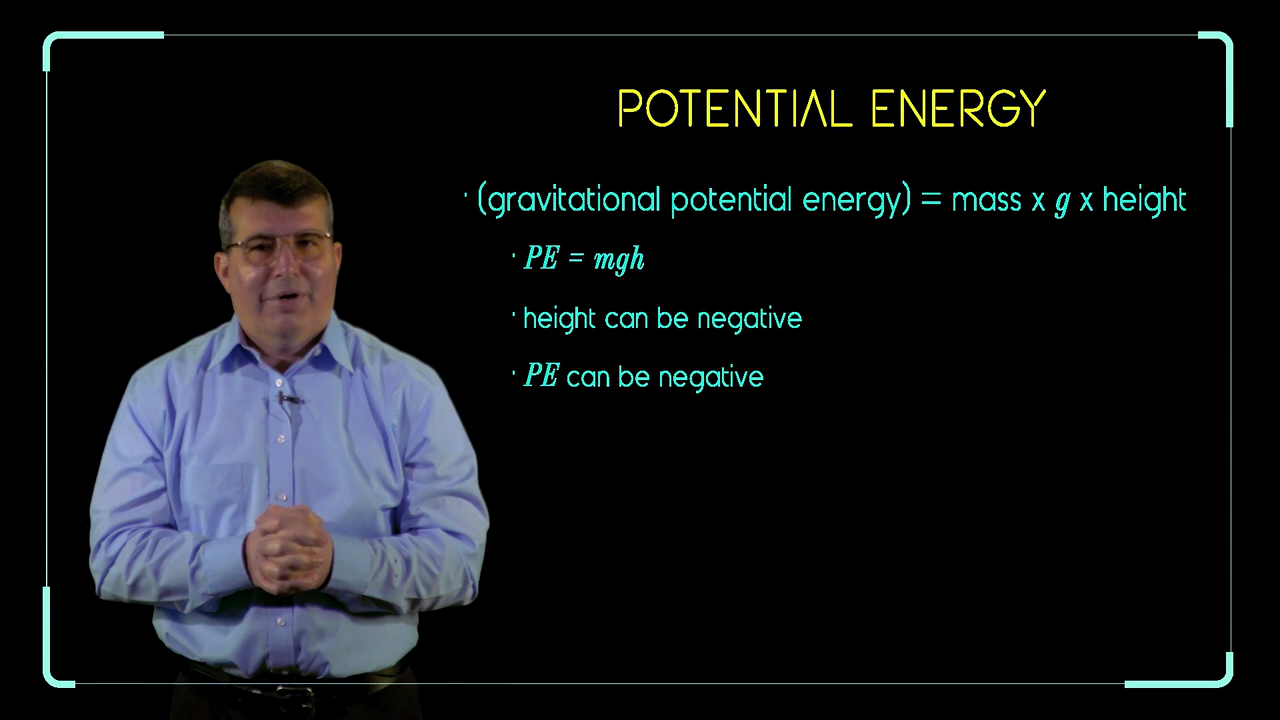 POTENTIAL ENERGY
· (gravitational potential energy) = mass x g x height
· PE = mgh
· height can be negative
· PE can be negative